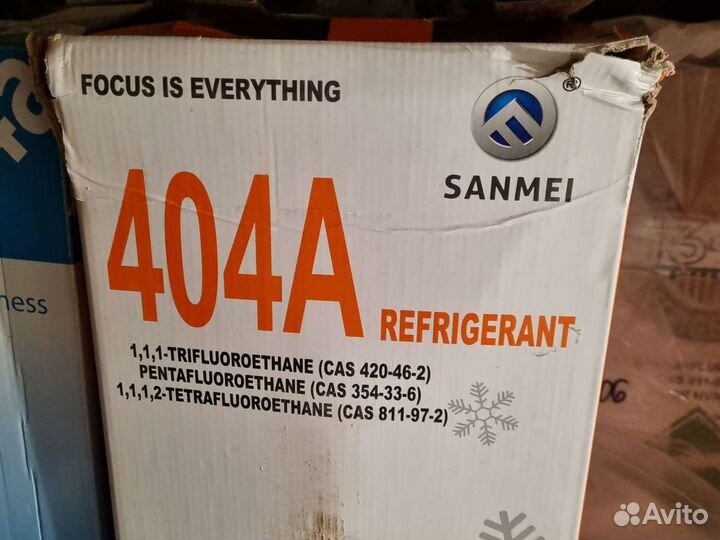 FOCUS IS EVERYTHING
®
SANMEI
404A REFRIGERANT
1,1,1-TRIFLUOROETHANE (CAS 420-46-2)
PENTAFLUOROETHANE (CAS 354-33-6)
1,1,1,2-TETRAFLUOROETHANE (CAS 811-97-2)
ness
06
Avito